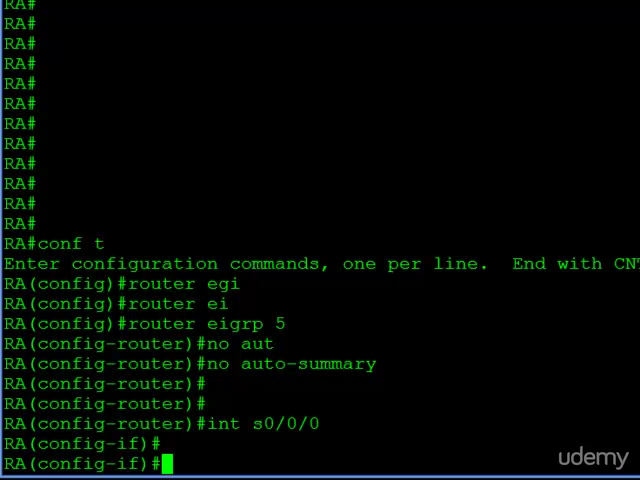 RA#
RA#
RA#
RA#
RA#
RA#
RA#
RA#
RA#
RA#
RA#
RA#
RA#conf t
Enter configuration commands, one per line.  End with CNT
RA(config)#router egi
RA(config)#router ei
RA(config)#router eigrp 5
RA(config-router)#no aut
RA(config-router)#no auto-summary
RA(config-router)#
RA(config-router)#
RA(config-router)#int s0/0/0
RA(config-if)#
RA(config-if)#
udemy